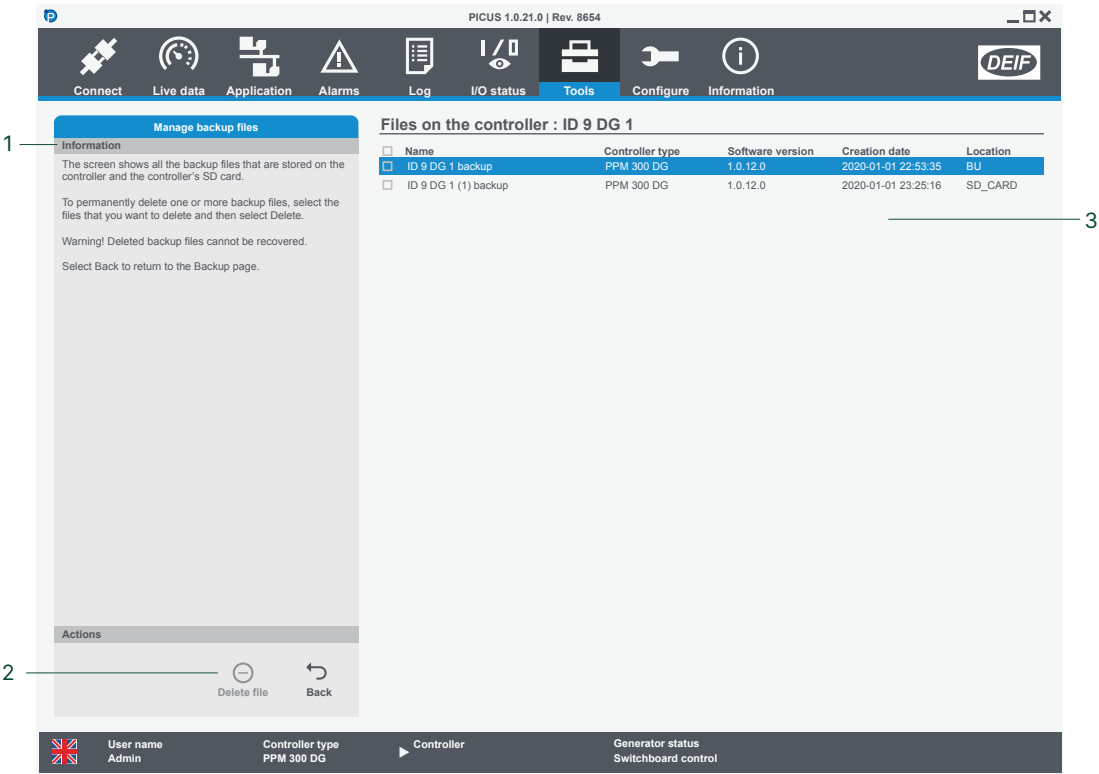 PICUS 1.0.21.0 | Rev. 8654
Connect Live data Application Alarms Log I/O status Tools Configure Information
DEIF
Manage backup files
1
Information
The screen shows all the backup files that are stored on the
controller and the controller's SD card.
To permanently delete one or more backup files, select the
files that you want to delete and then select Delete.
Warning! Deleted backup files cannot be recovered.
Select Back to return to the Backup page.
Files on the controller : ID 9 DG 1
Name Controller type Software version Creation date Location
ID 9 DG 1 backup PPM 300 DG 1.0.12.0 2020-01-01 22:53:35 BU
ID 9 DG 1 (1) backup PPM 300 DG 1.0.12.0 2020-01-01 23:25:16 SD_CARD
3
Actions
2
Delete file Back
User name Controller type Controller Generator status
Admin PPM 300 DG Switchboard control